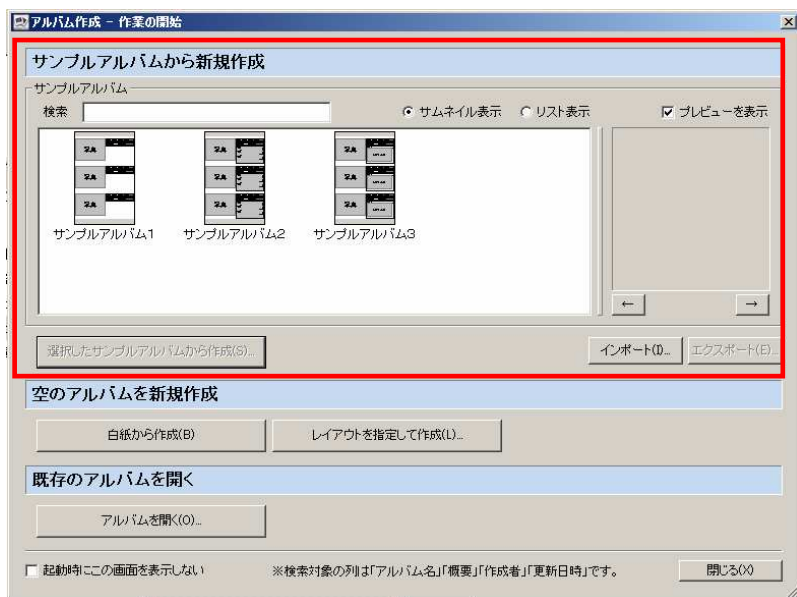 アルバム作成 - 作業の開始
サンプルアルバムから新規作成
サンプルアルバム
検索 サムネイル表示 リスト表示 プレビューを表示
サンプルアルバム1 サンプルアルバム2 サンプルアルバム3
← →
選択したサンプルアルバムから作成(S)... インポート(I)... エクスポート(E)...
空のアルバムを新規作成
白紙から作成(B) レイアウトを指定して作成(L)...
既存のアルバムを開く
アルバムを開く(O)...
起動時にこの画面を表示しない ※検索対象の列は「アルバム名」「概要」「作成者」「更新日時」です。 閉じる(X)